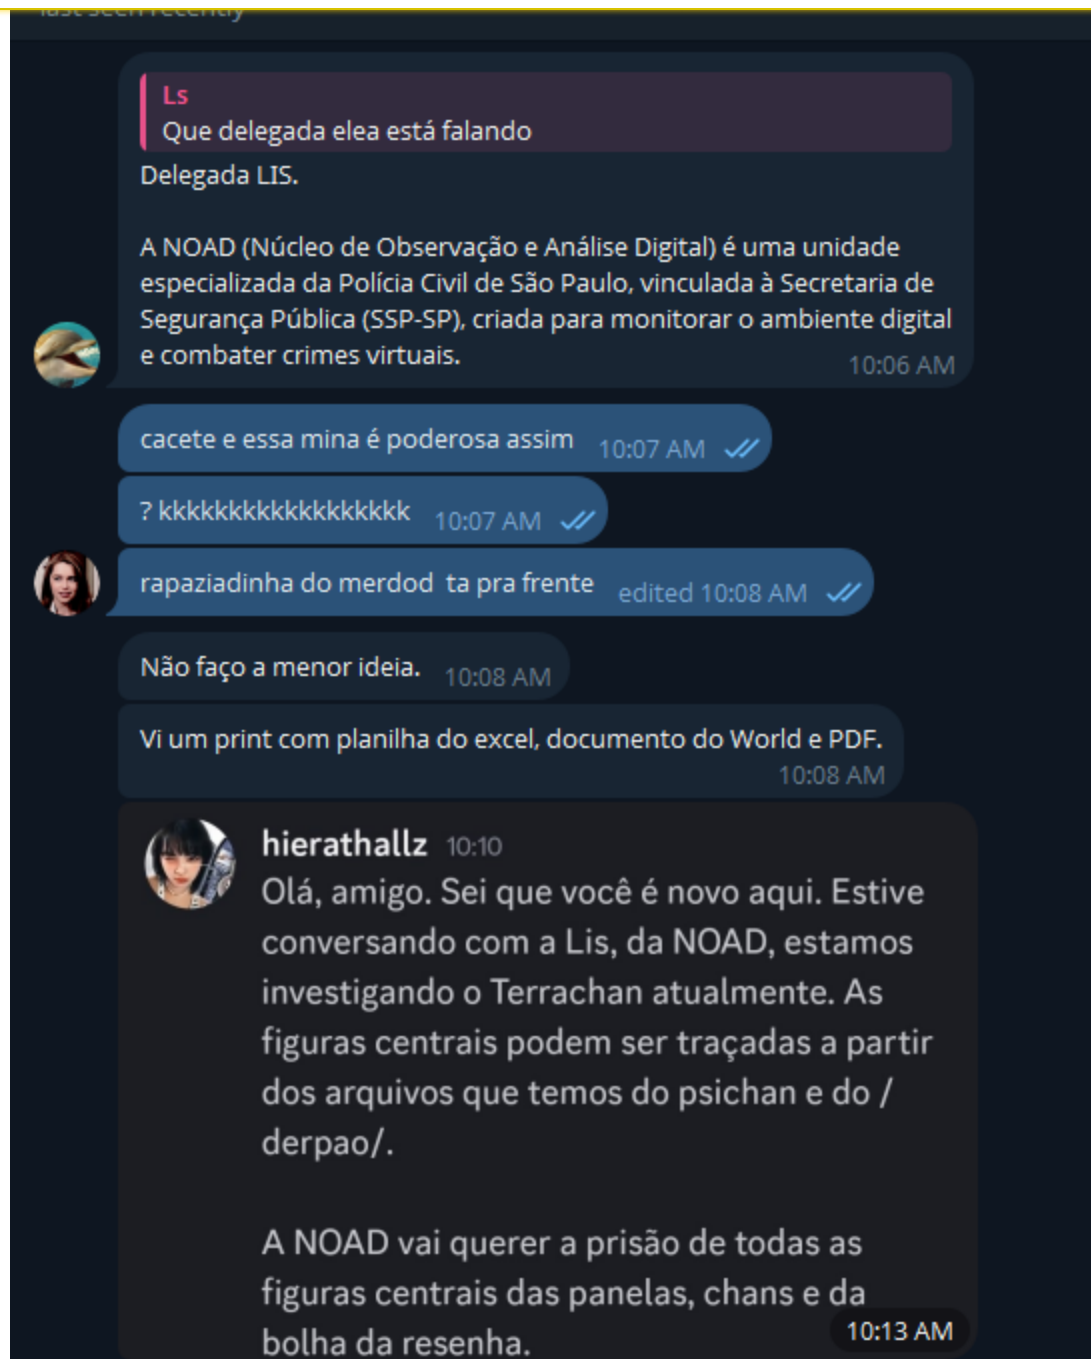 last seen recently
Ls
Que delegada elea está falando
Delegada LIS.
A NOAD (Núcleo de Observação e Análise Digital) é uma unidade
especializada da Polícia Civil de São Paulo, vinculada à Secretaria de
Segurança Pública (SSP-SP), criada para monitorar o ambiente digital
e combater crimes virtuais.
10:06 AM
cacete e essa mina é poderosa assim 10:07 AM
? kkkkkkkkkkkkkkkkkk 10:07 AM
rapaziadinha do merdod ta pra frente edited 10:08 AM
Não faço a menor ideia. 10:08 AM
Vi um print com planilha do excel, documento do World e PDF.
10:08 AM
hierathallz 10:10
Olá, amigo. Sei que você é novo aqui. Estive
conversando com a Lis, da NOAD, estamos
investigando o Terrachan atualmente. As
figuras centrais podem ser traçadas a partir
dos arquivos que temos do psichan e do /
derpao/.
A NOAD vai querer a prisão de todas as
figuras centrais das panelas, chans e da
bolha da resenha.
10:13 AM